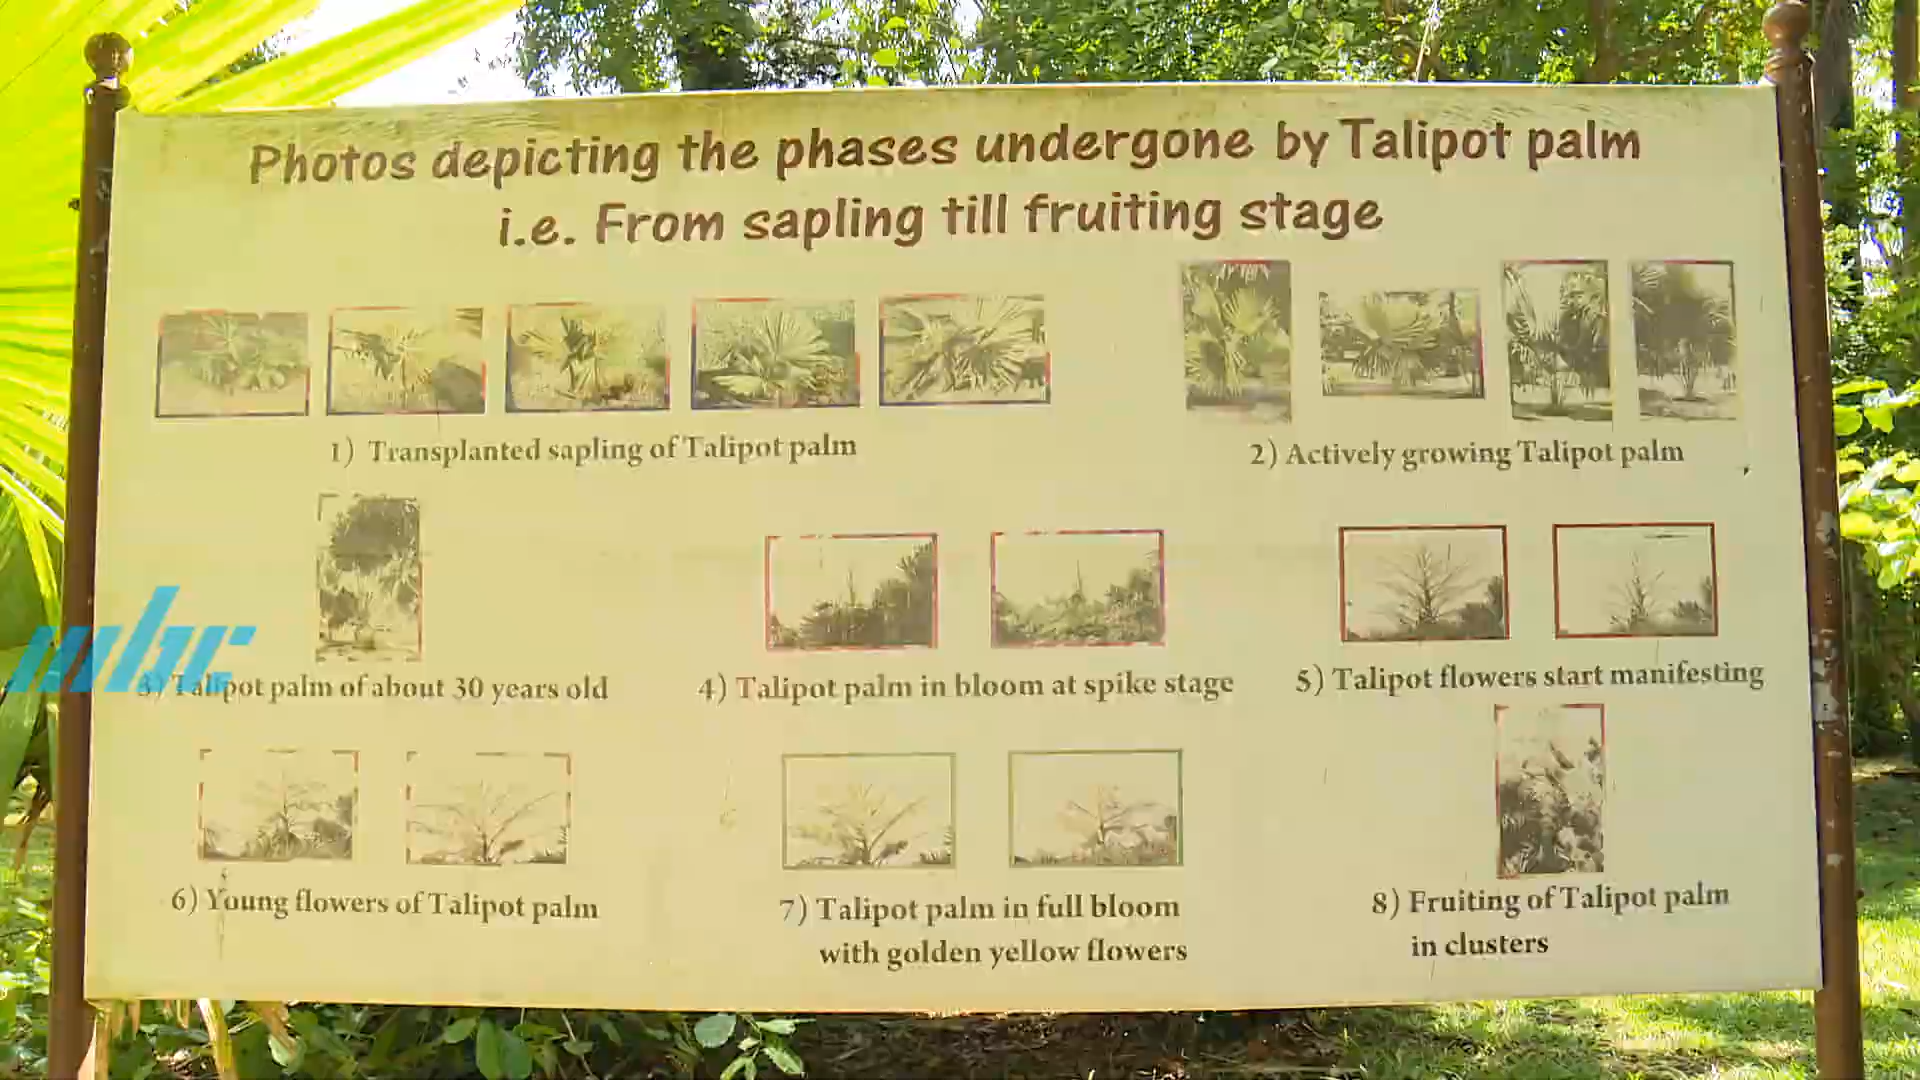 Photos depicting the phases undergone by Talipot palm
i.e. From sapling till fruiting stage
1) Transplanted sapling of Talipot palm
2) Actively growing Talipot palm
3) Talipot palm of about 30 years old
4) Talipot palm in bloom at spike stage
5) Talipot flowers start manifesting
6) Young flowers of Talipot palm
7) Talipot palm in full bloom
with golden yellow flowers
8) Fruiting of Talipot palm
in clusters
mbc